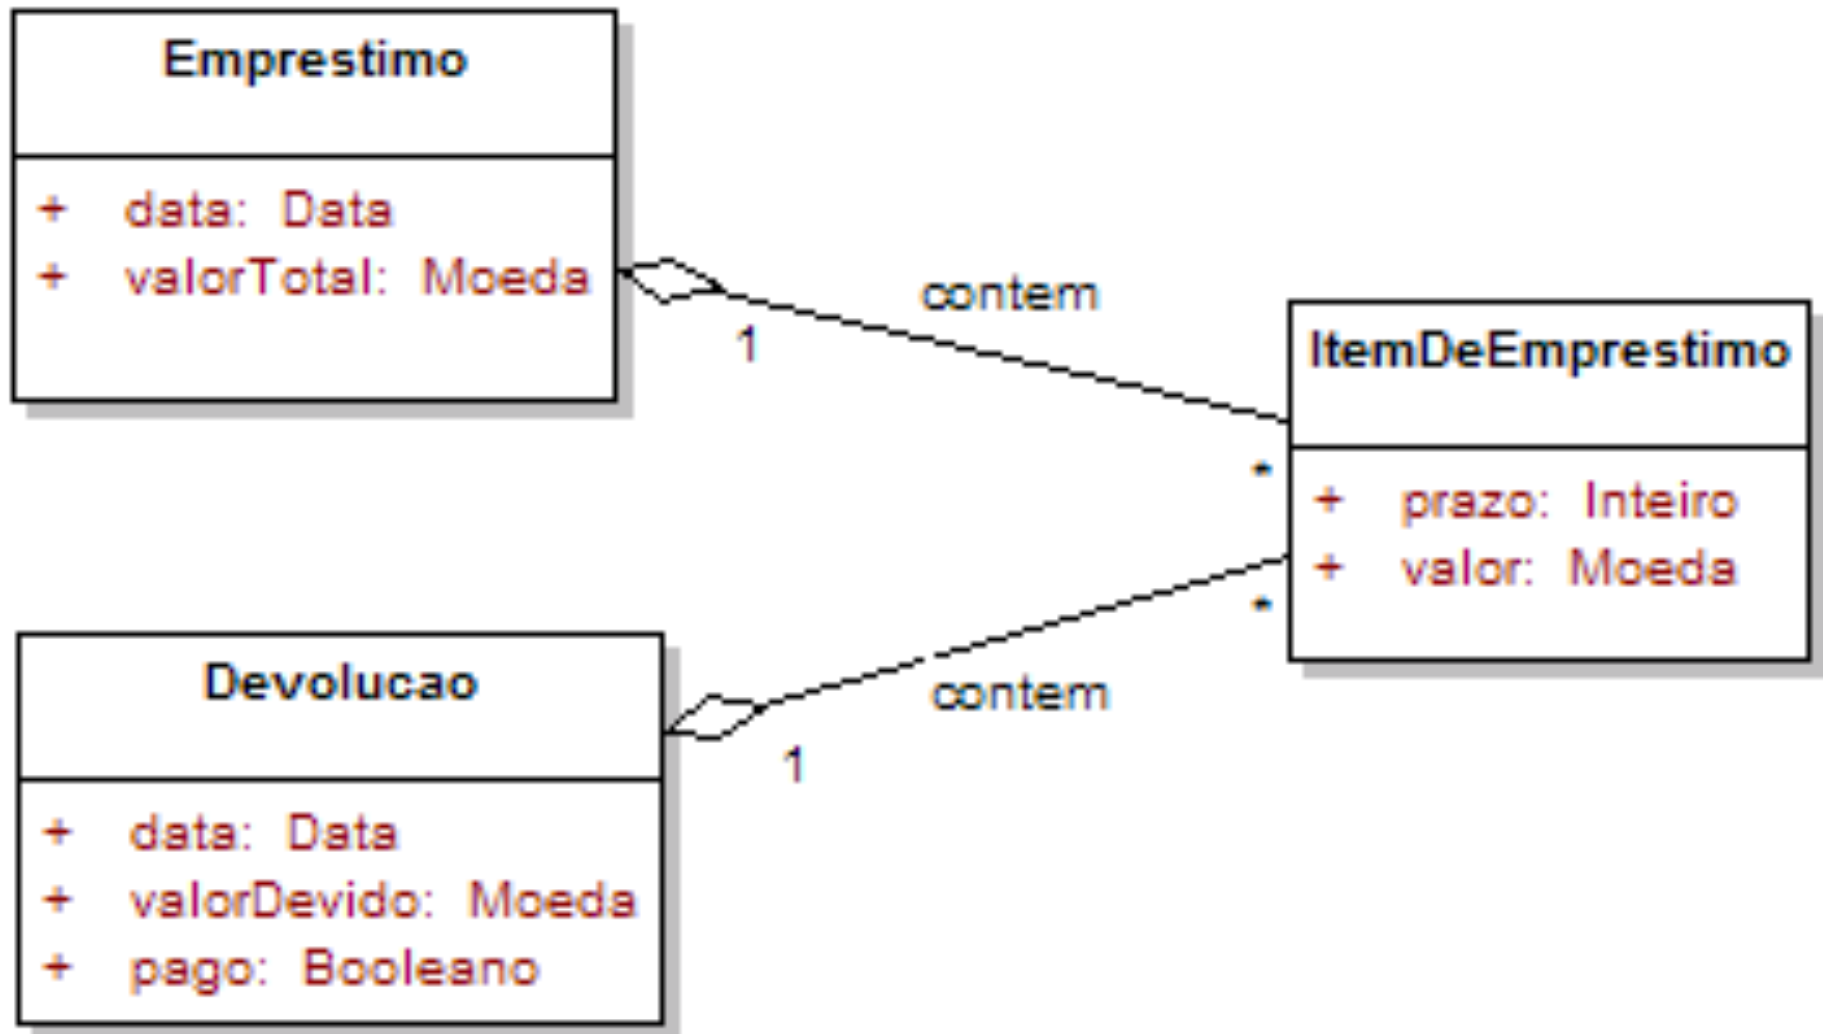 Emprestimo
+ data: Data
+ valorTotal: Moeda
contem
1
*
ItemDeEmprestimo
+ prazo: Inteiro
+ valor: Moeda
*
contem
1
Devolucao
+ data: Data
+ valorDevido: Moeda
+ pago: Booleano